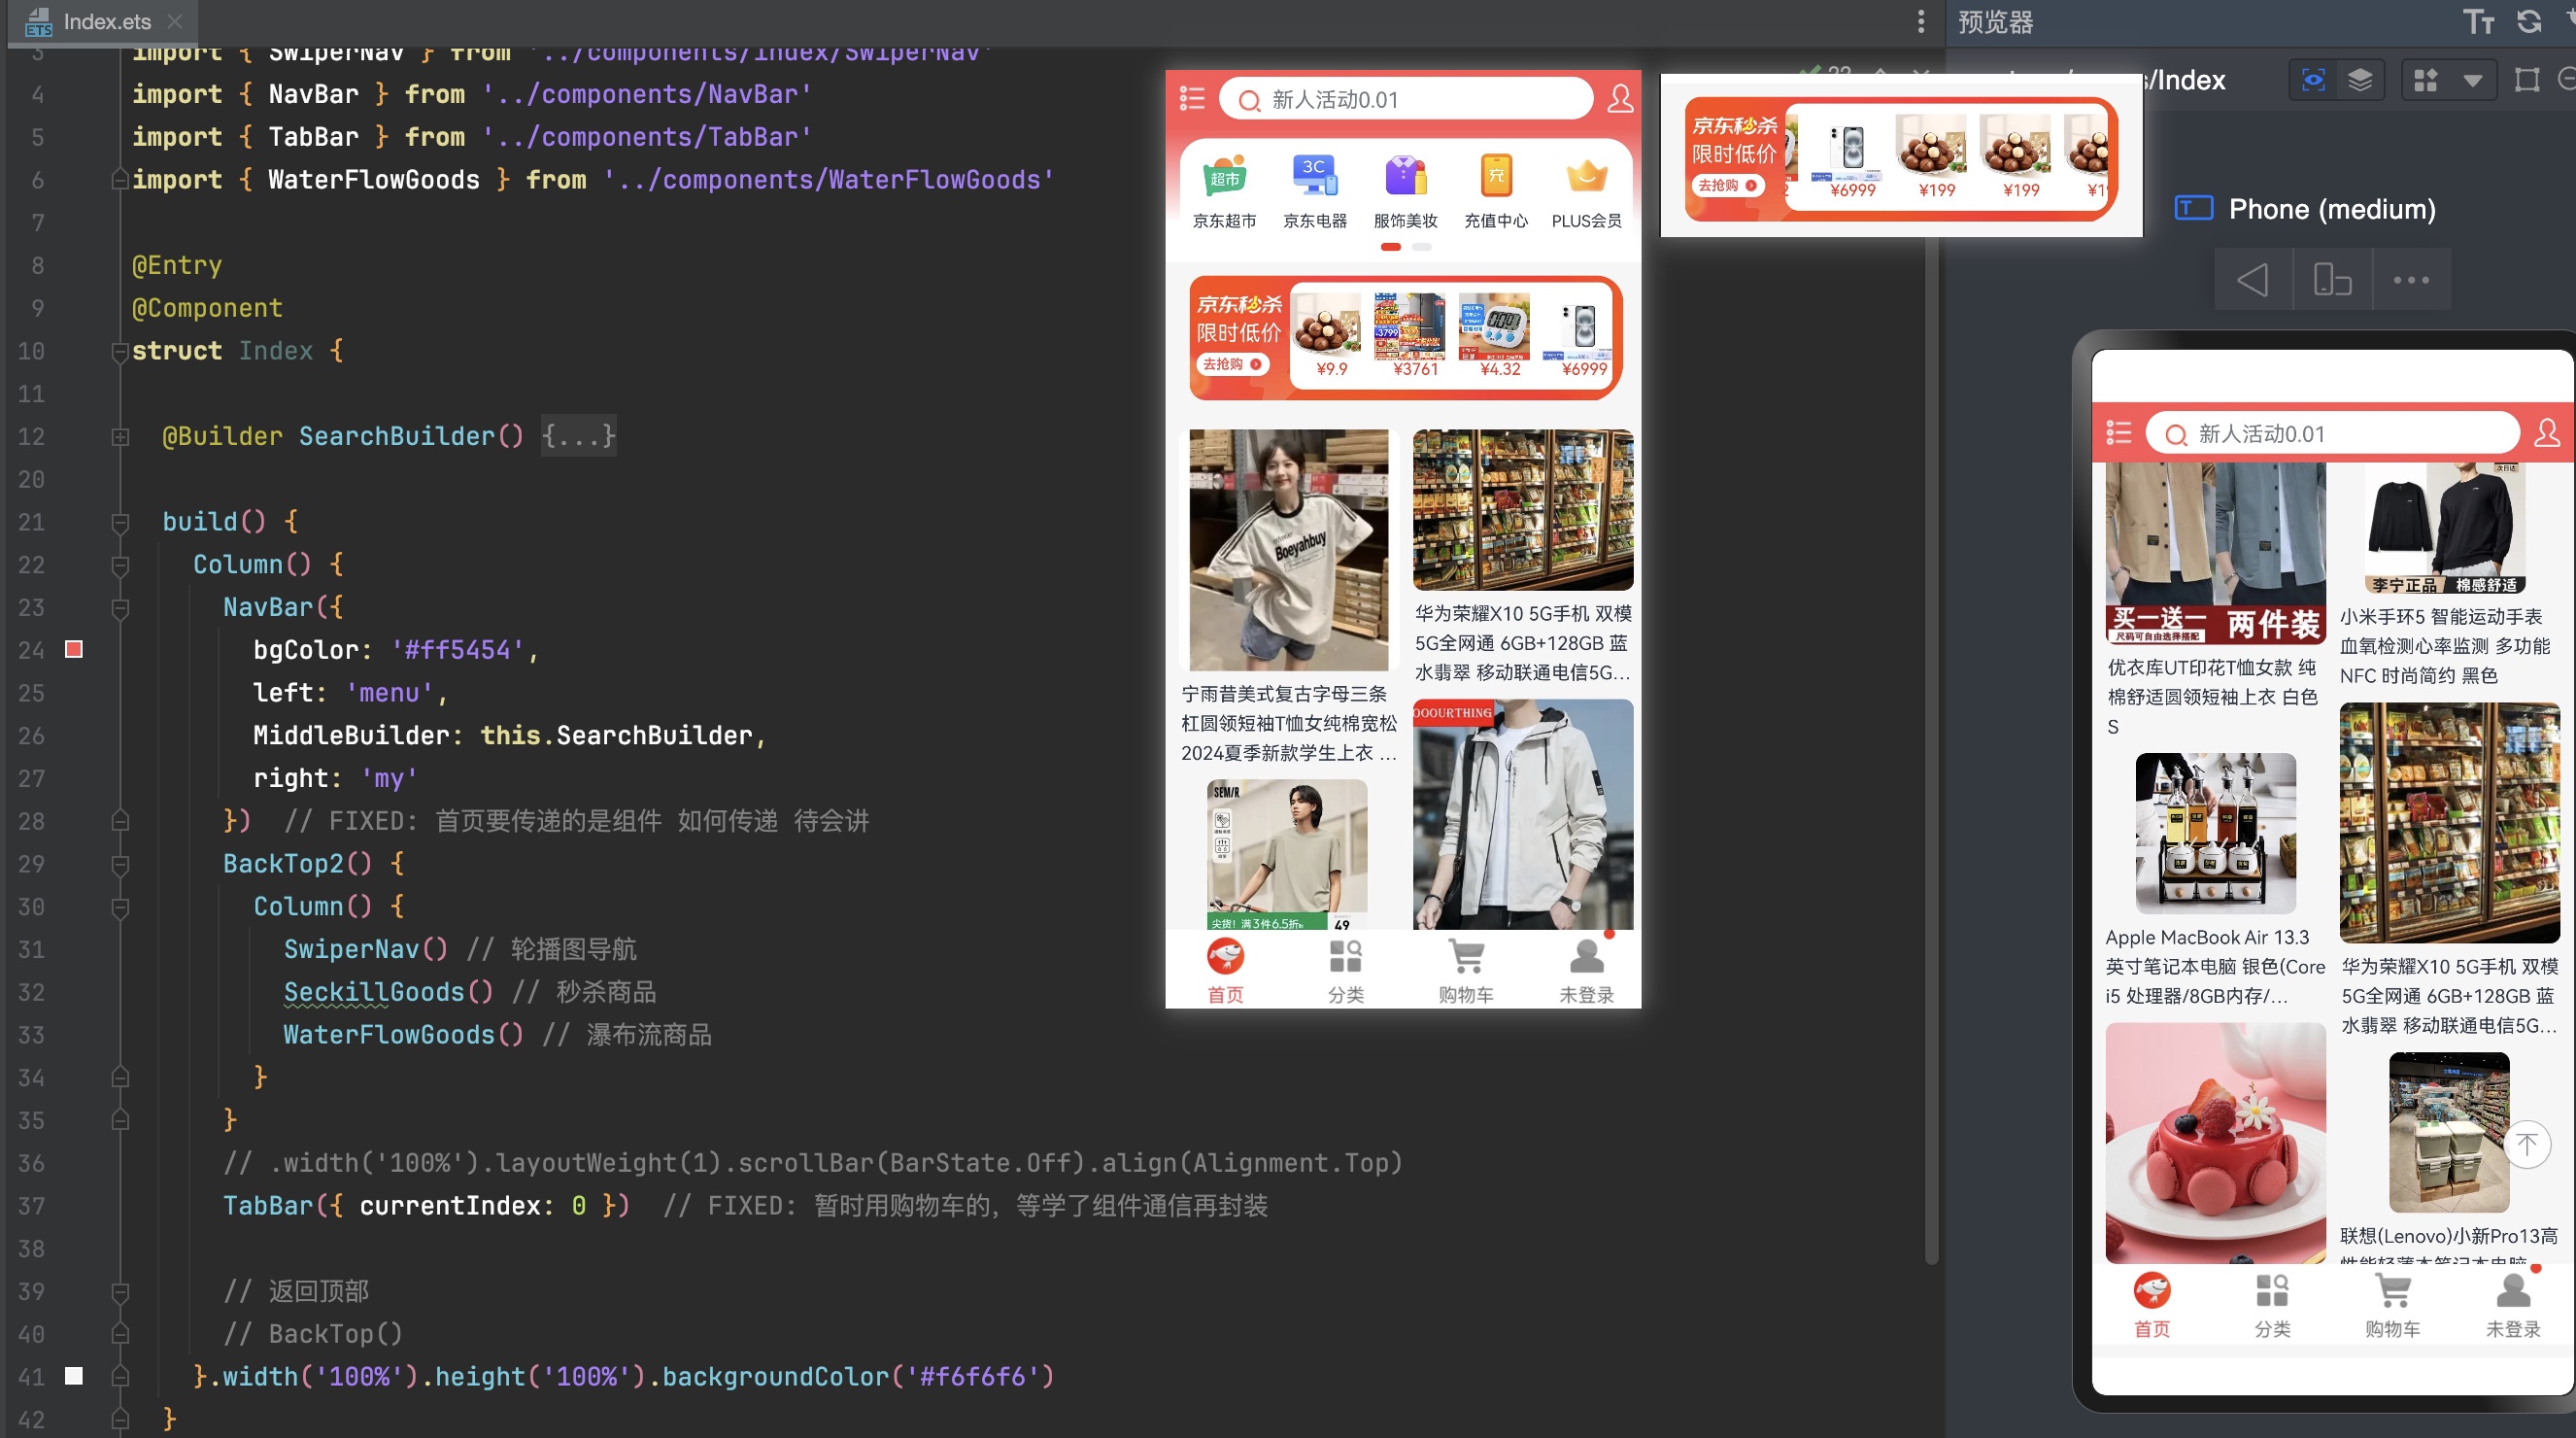 Index.ets
3 import { SwiperNav } from '../components/Index/SwiperNav'
4 import { NavBar } from '../components/NavBar'
5 import { TabBar } from '../components/TabBar'
6 import { WaterFlowGoods } from '../components/WaterFlowGoods'
7
8 @Entry
9 @Component
10 struct Index {
11
12 @Builder SearchBuilder() {...}
20
21 build() {
22 Column() {
23 NavBar({
24 bgColor: '#ff5454',
25 left: 'menu',
26 MiddleBuilder: this.SearchBuilder,
27 right: 'my'
28 }) // FIXED: 首页要传递的是组件 如何传递 待会讲
29 BackTop2() {
30 Column() {
31 SwiperNav() // 轮播图导航
32 SeckillGoods() // 秒杀商品
33 WaterFlowGoods() // 瀑布流商品
34 }
35 }
36 // .width('100%').layoutWeight(1).scrollBar(BarState.Off).align(Alignment.Top)
37 TabBar({ currentIndex: 0 }) // FIXED: 暂时用购物车的，等学了组件通信再封装
38
39 // 返回顶部
40 // BackTop()
41 }.width('100%').height('100%').backgroundColor('#f6f6f6')
42 }
新人活动0.01
超市 3C 充
京东超市 京东电器 服饰美妆 充值中心 PLUS会员
京东秒杀
限时低价
去抢购
¥9.9 ¥3761 ¥4.32 ¥6999
Boeyahbuy
宁雨昔美式复古字母三条
杠圆领短袖T恤女纯棉宽松
2024夏季新款学生上衣 ...
华为荣耀X10 5G手机 双模
5G全网通 6GB+128GB 蓝
水翡翠 移动联通电信5G...
OOOURTHING
SEM/R
尖货! 满3件6.5折
49
首页 分类 购物车 未登录
京东秒杀
限时低价
去抢购
¥6999 ¥199 ¥199
预览器
/Index
Phone (medium)
新人活动0.01
买一送一 两件装
尺码可自由选择搭配
优衣库UT印花T恤女款 纯
棉舒适圆领短袖上衣 白色
S
李宁正品 棉感舒适
小米手环5 智能运动手表
血氧检测心率监测 多功能
NFC 时尚简约 黑色
Apple MacBook Air 13.3
英寸笔记本电脑 银色(Core
i5 处理器/8GB内存/...
华为荣耀X10 5G手机 双模
5G全网通 6GB+128GB 蓝
水翡翠 移动联通电信5G...
联想(Lenovo)小新Pro13高
性能轻薄本笔记本电脑
首页 分类 购物车 未登录